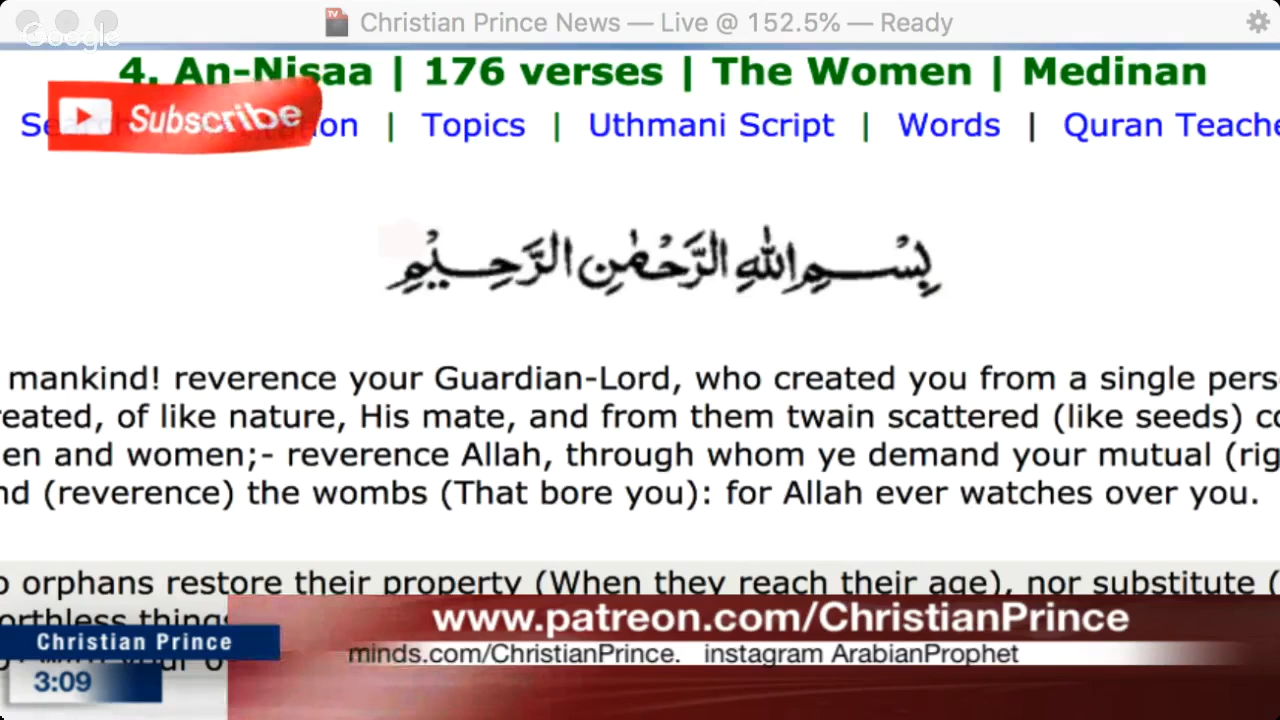 Christian Prince News — Live @ 152.5% — Ready
Google
4. An-Nisaa | 176 verses | The Women | Medinan
Subscribe
| Topics | Uthmani Script | Words | Quran Teache
بِسْمِ اللهِ الرَّحْمٰنِ الرَّحِيْمِ
mankind! reverence your Guardian-Lord, who created you from a single pers
reated, of like nature, His mate, and from them twain scattered (like seeds) co
en and women;- reverence Allah, through whom ye demand your mutual (rig
nd (reverence) the wombs (That bore you): for Allah ever watches over you.
o orphans restore their property (When they reach their age), nor substitute (
orthless things
www.patreon.com/ChristianPrince
Christian Prince
minds.com/ChristianPrince. instagram ArabianProphet
3:09